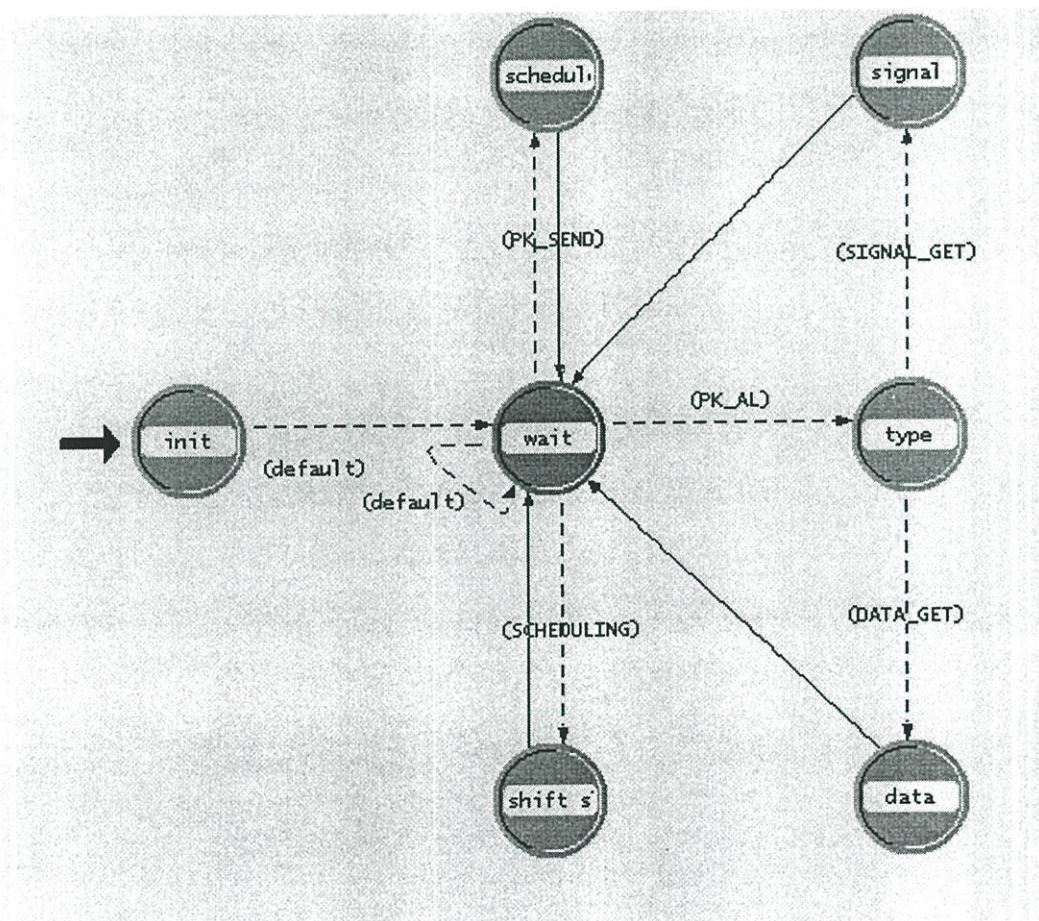 schedul
signal
(PK_SEND)
(SIGNAL_GET)
(PK_AL)
init
wait
type
(default)
(default)
(SCHEDULING)
(DATA_GET)
shift s
data